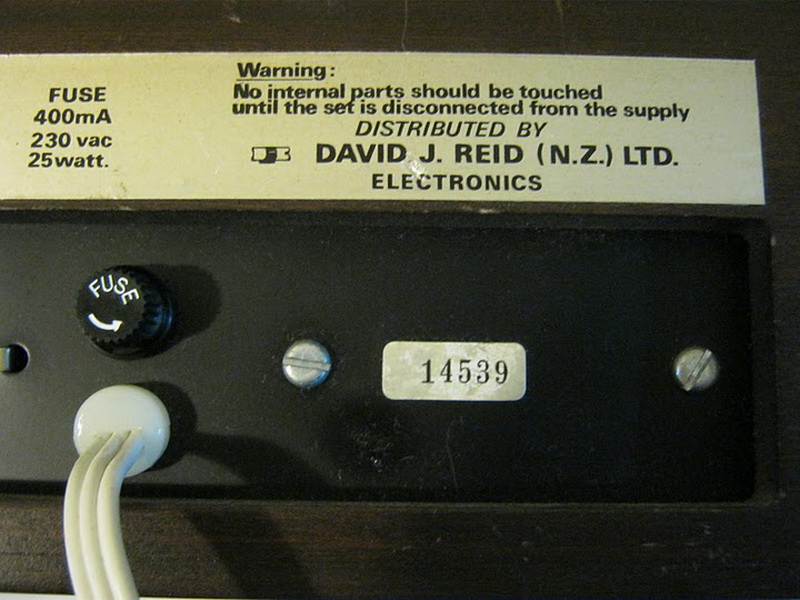 FUSE
400mA
230 vac
25watt.
Warning:
No internal parts should be touched
until the set is disconnected from the supply
DISTRIBUTED BY
DAVID J. REID (N.Z.) LTD.
ELECTRONICS
FUSE
14539